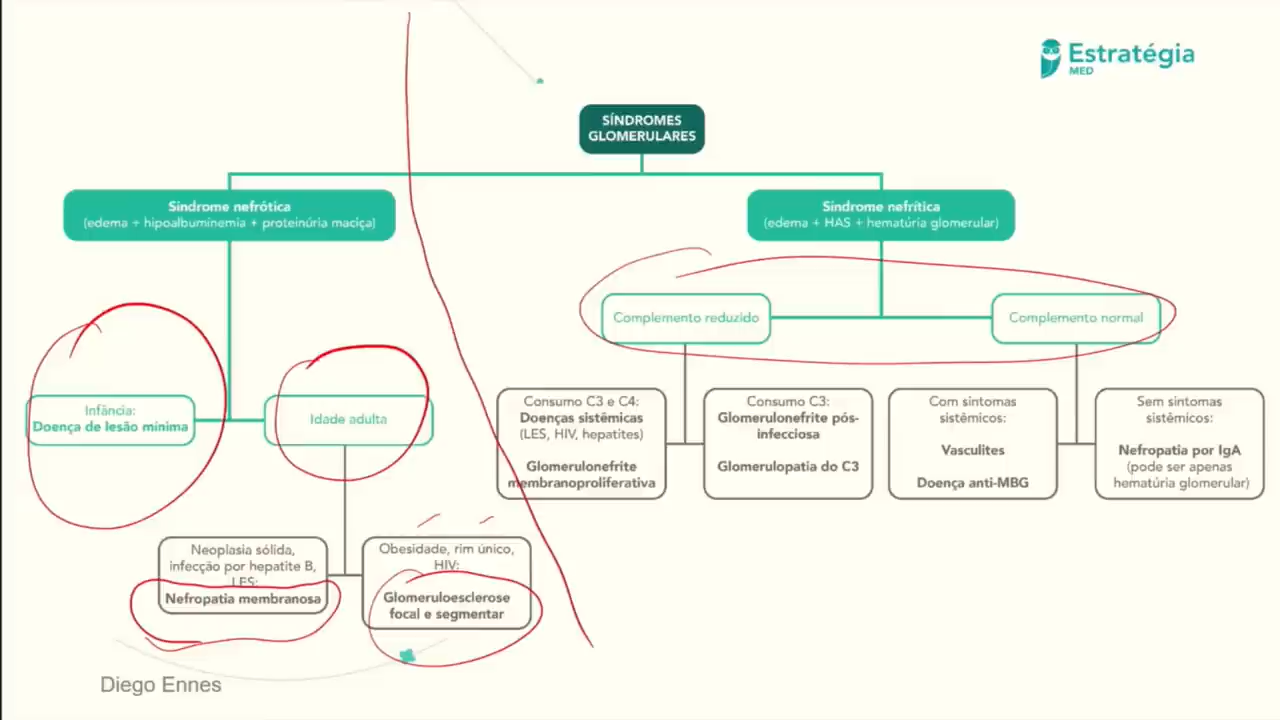 Estratégia
MED
SÍNDROMES
GLOMERULARES
Síndrome nefrótica
(edema + hipoalbuminemia + proteinúria maciça)
Síndrome nefrítica
(edema + HAS + hematúria glomerular)
Infância:
Doença de lesão mínima
Idade adulta
Neoplasia sólida,
infecção por hepatite B,
LES:
Nefropatia membranosa
Obesidade, rim único,
HIV:
Glomeruloesclerose
focal e segmentar
Complemento reduzido
Complemento normal
Consumo C3 e C4:
Doenças sistêmicas
(LES, HIV, hepatites)
Glomerulonefrite
membranoproliferativa
Consumo C3:
Glomerulonefrite pós-
infecciosa
Glomerulopatia do C3
Com sintomas
sistêmicos:
Vasculites
Doença anti-MBG
Sem sintomas
sistêmicos:
Nefropatia por IgA
(pode ser apenas
hematúria glomerular)
Diego Ennes